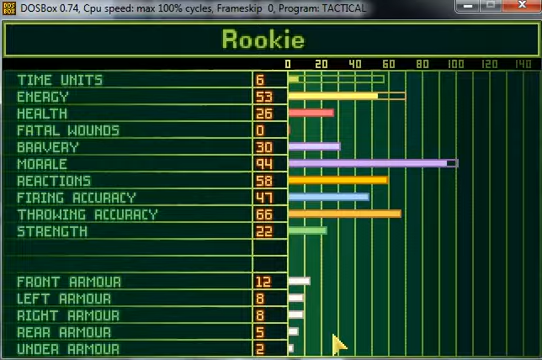 DOSBox 0.74, Cpu speed: max 100% cycles, Frameskip 0, Program: TACTICAL
Rookie
0 20 40 60 80 100 120 140
TIME UNITS 6
ENERGY 53
HEALTH 26
FATAL WOUNDS 0
BRAVERY 30
MORALE 94
REACTIONS 58
FIRING ACCURACY 47
THROWING ACCURACY 66
STRENGTH 22
FRONT ARMOUR 12
LEFT ARMOUR 8
RIGHT ARMOUR 8
REAR ARMOUR 5
UNDER ARMOUR 2